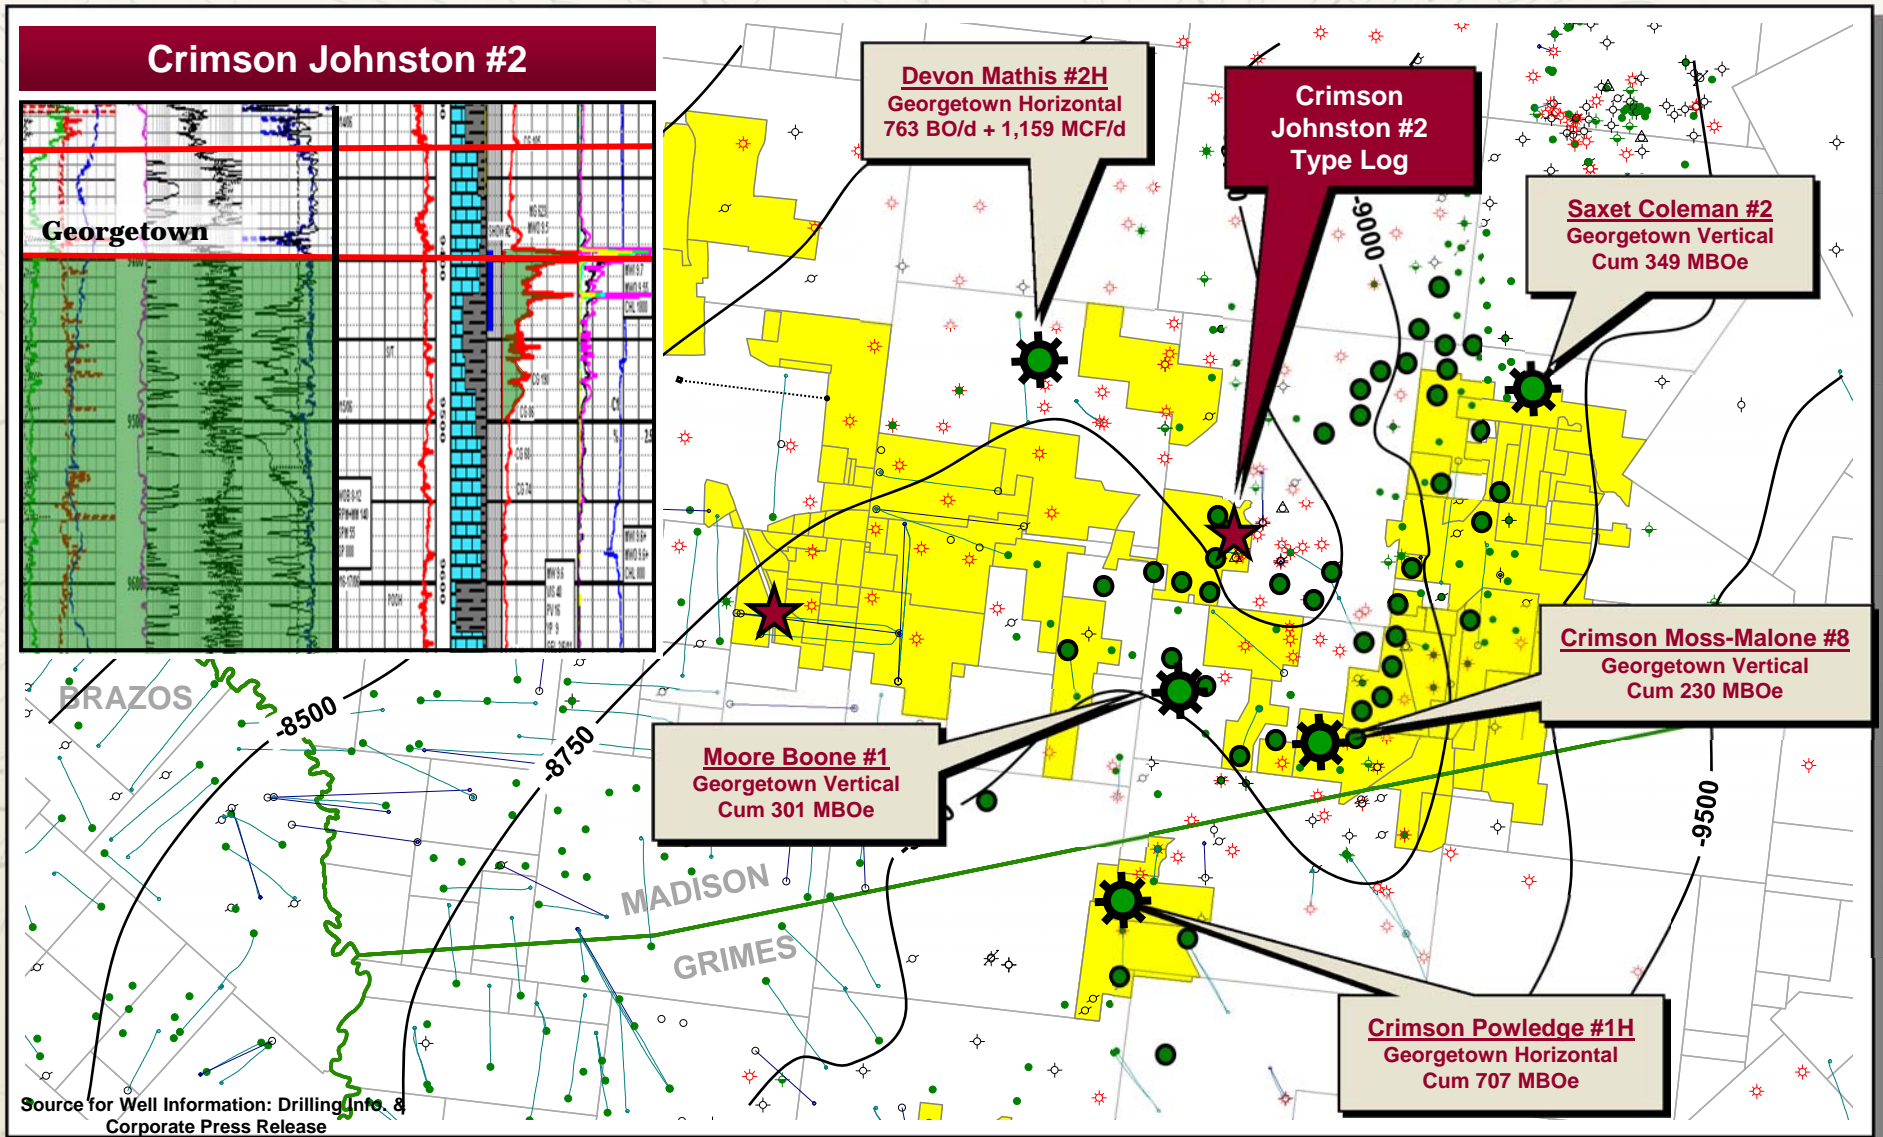 Crimson Johnston #2
Georgetown
Devon Mathis #2H
Georgetown Horizontal
763 BO/d + 1,159 MCF/d
Crimson
Johnston #2
Type Log
Saxet Coleman #2
Georgetown Vertical
Cum 349 MBOe
-9000
Crimson Moss-Malone #8
Georgetown Vertical
Cum 230 MBOe
Moore Boone #1
Georgetown Vertical
Cum 301 MBOe
BRAZOS
-8500
-8750
-9500
MADISON
GRIMES
Crimson Powledge #1H
Georgetown Horizontal
Cum 707 MBOe
Source for Well Information: Drilling Info. &
Corporate Press Release